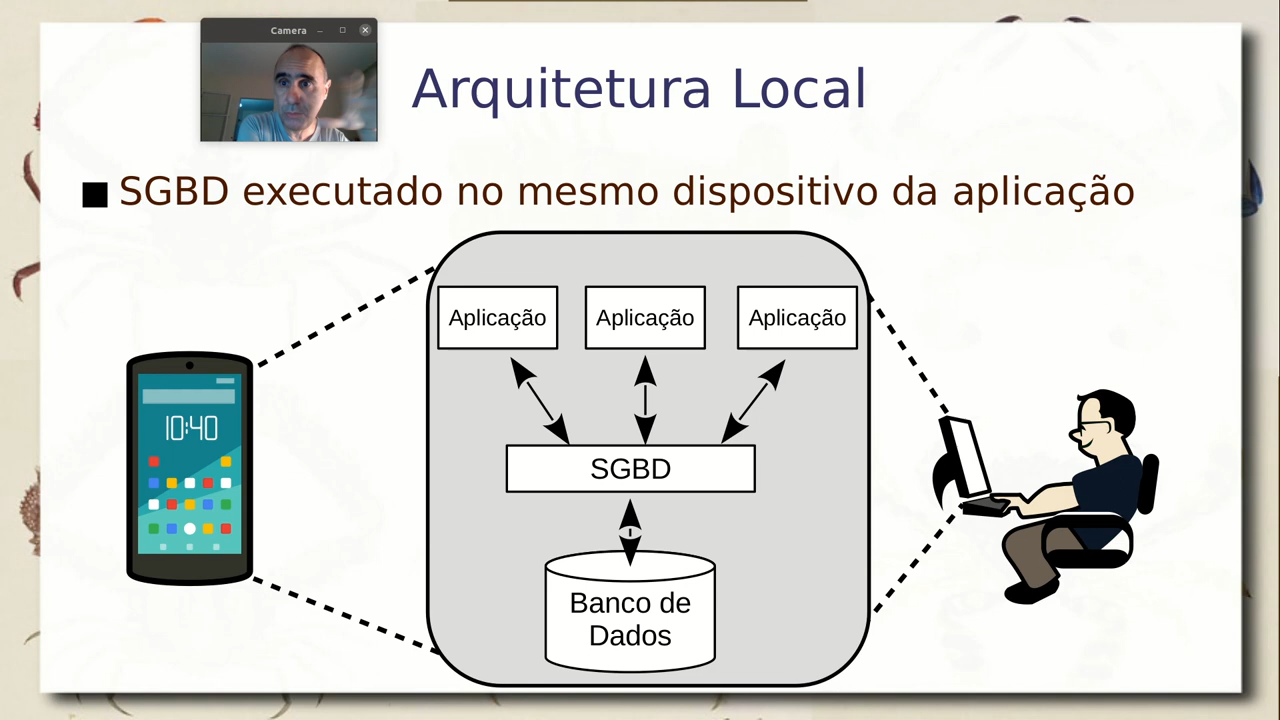 Camera
Arquitetura Local
SGBD executado no mesmo dispositivo da aplicação
Aplicação Aplicação Aplicação
10:40
SGBD
Banco de
Dados